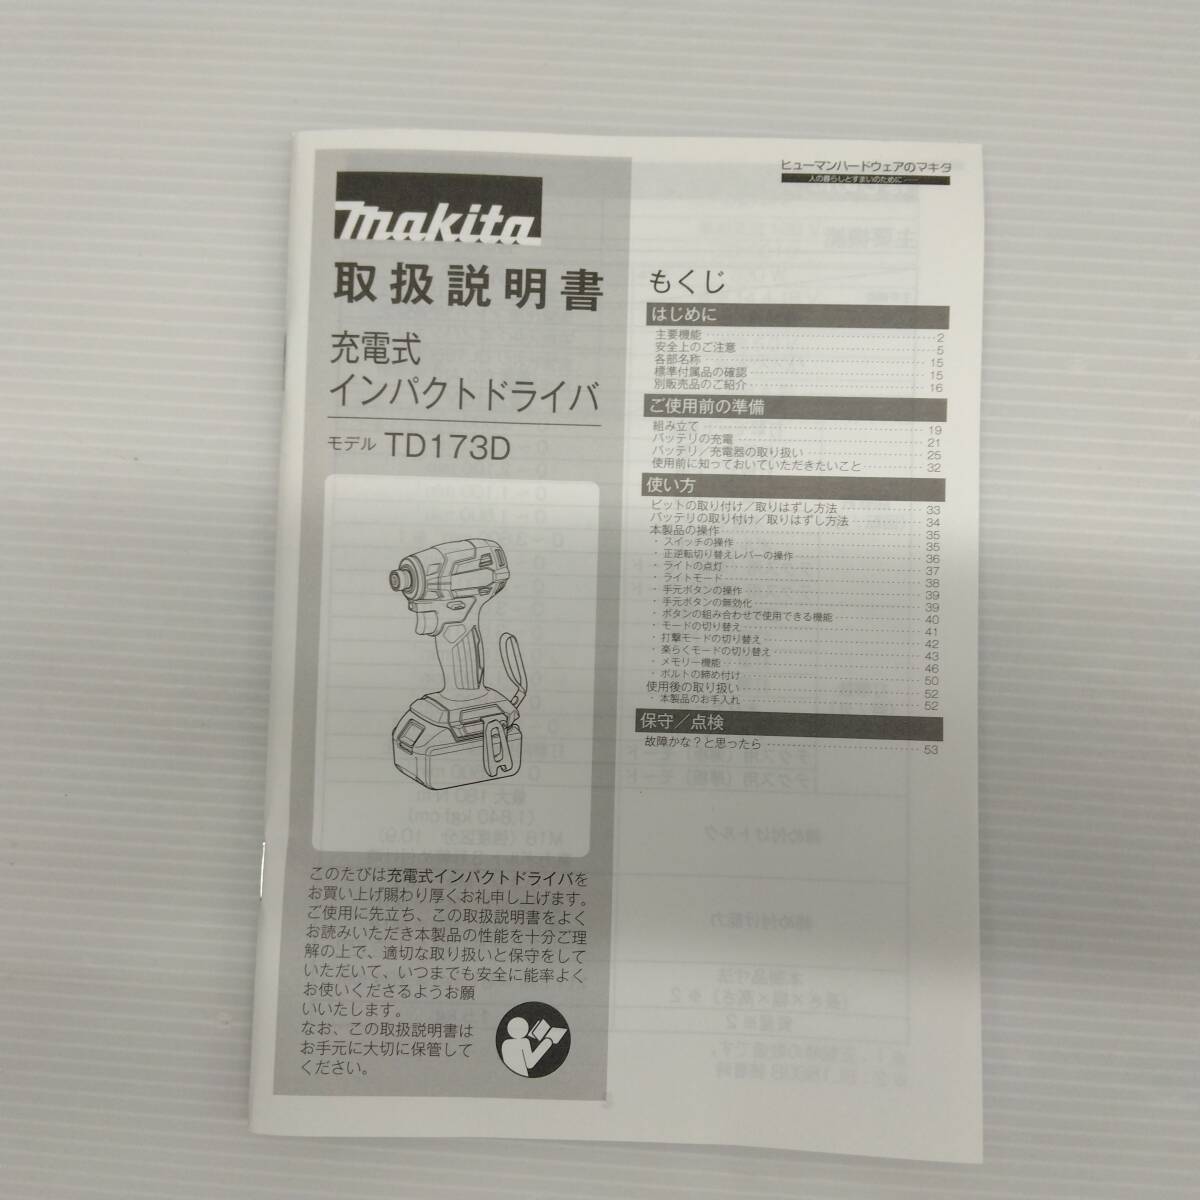 makita
取扱説明書
充電式
インパクトドライバ
モデル TD173D
このたびは充電式インパクトドライバを
お買い上げ賜わり厚くお礼申し上げます。
ご使用に先立ち、この取扱説明書をよく
お読みいただき本製品の性能を十分ご理
解の上で、適切な取り扱いと保守をして
いただいて、いつまでも安全に能率よく
お使いくださるようお願
いいたします。
なお、この取扱説明書は
お手元に大切に保管して
ください。
ヒューマンハードウェアのマキタ
人の暮らしとすまいのために
もくじ
はじめに
主要機能 2
安全上のご注意 5
各部名称 15
標準付属品の確認 15
別販売品のご紹介 16
ご使用前の準備
組み立て 19
バッテリの充電 21
バッテリ／充電器の取り扱い 25
使用前に知っておいていただきたいこと 32
使い方
ビットの取り付け／取りはずし方法 33
バッテリの取り付け／取りはずし方法 34
本製品の操作 35
・スイッチの操作 35
・正逆転切り替えレバーの操作 36
・ライトの点灯 37
・ライトモード 38
・手元ボタンの操作 39
・手元ボタンの無効化 39
・ボタンの組み合わせで使用できる機能 40
・モードの切り替え 41
・打撃モードの切り替え 42
・楽らくモードの切り替え 43
・メモリー機能 46
・ボルトの締め付け 50
使用後の取り扱い 52
・本製品のお手入れ 52
保守／点検
故障かな？と思ったら 53